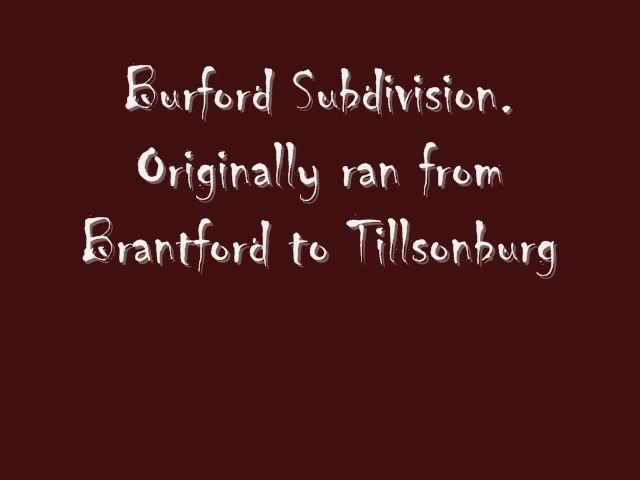 Burford Subdivision.
Originally ran from
Brantford to Tillsonburg